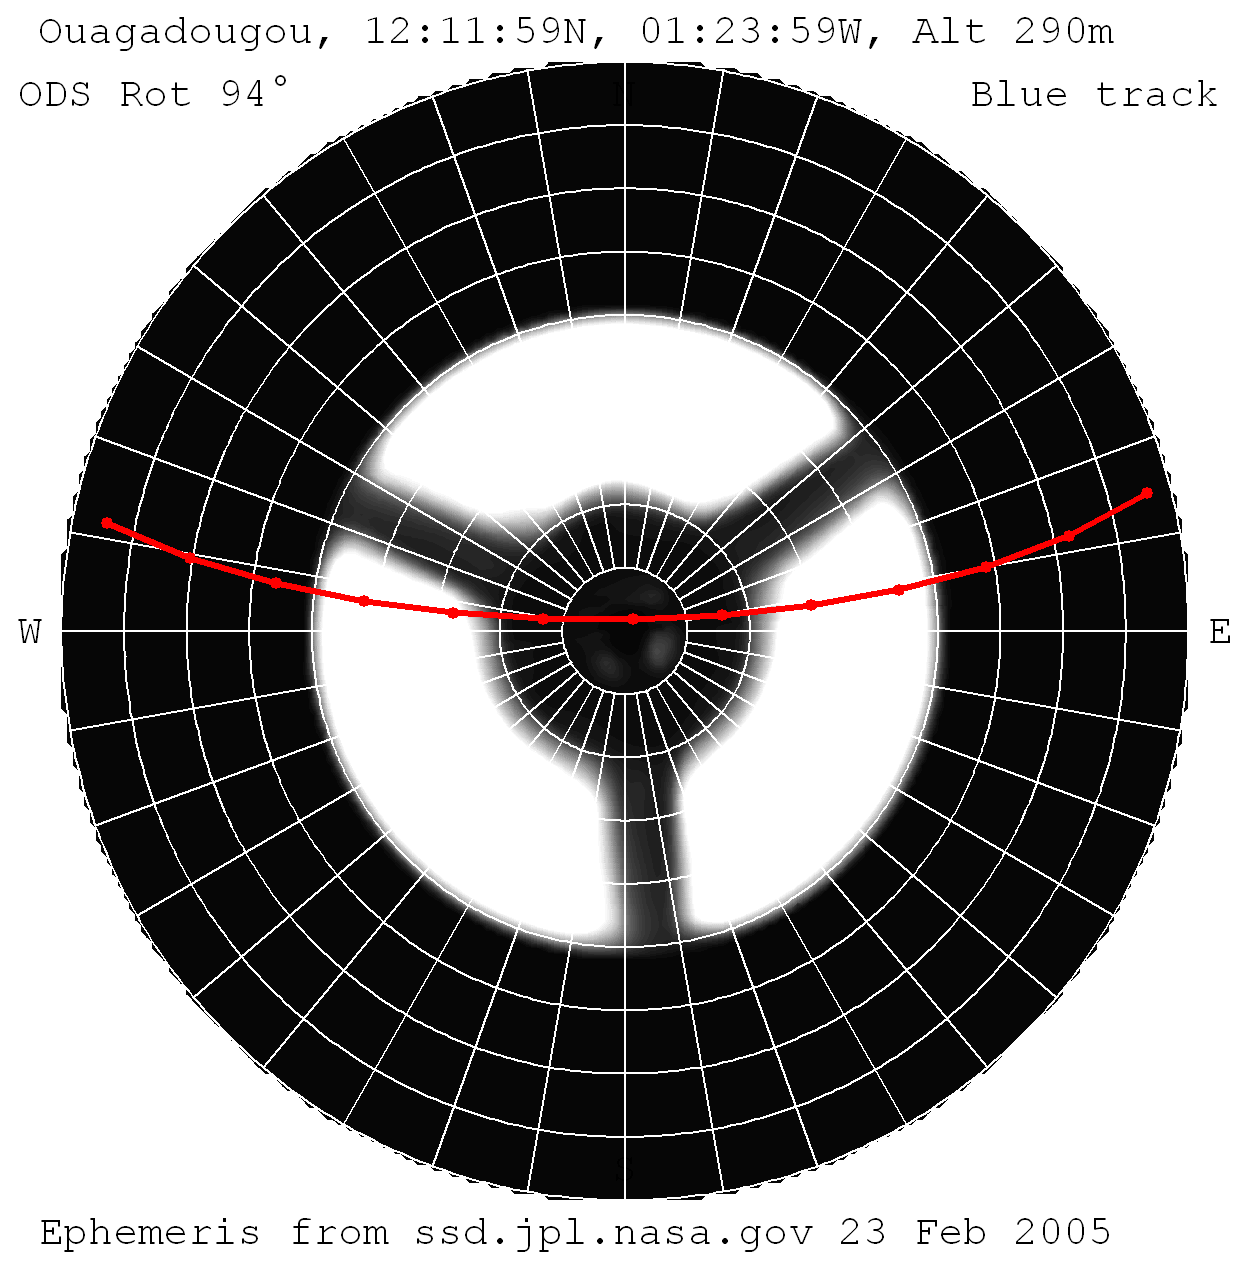 Ouagadougou, 12:11:59N, 01:23:59W, Alt 290m
ODS Rot 94° Blue track
N
W E
Ephemeris from ssd.jpl.nasa.gov 23 Feb 2005